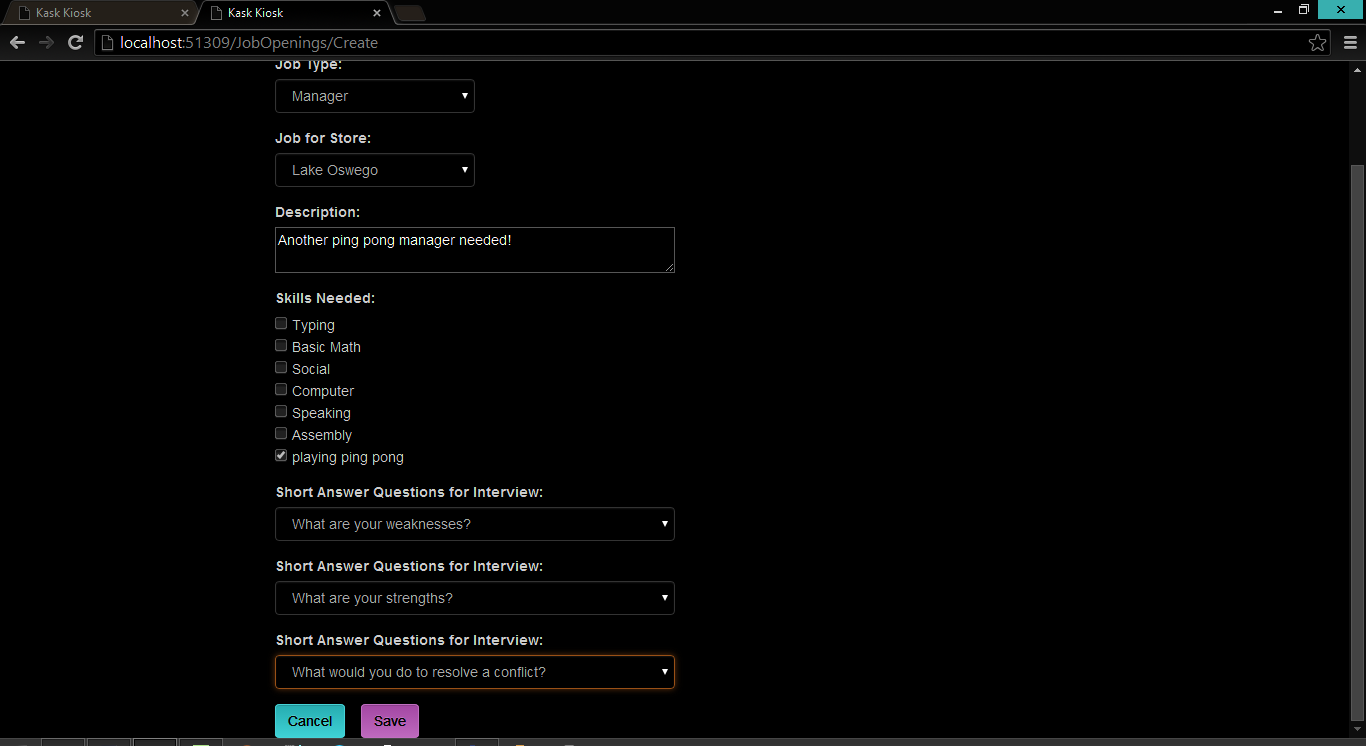 Kask Kiosk
Kask Kiosk
localhost:51309/JobOpenings/Create
Job Type:
Manager
Job for Store:
Lake Oswego
Description:
Another ping pong manager needed!
Skills Needed:
Typing
Basic Math
Social
Computer
Speaking
Assembly
playing ping pong
Short Answer Questions for Interview:
What are your weaknesses?
Short Answer Questions for Interview:
What are your strengths?
Short Answer Questions for Interview:
What would you do to resolve a conflict?
Cancel Save